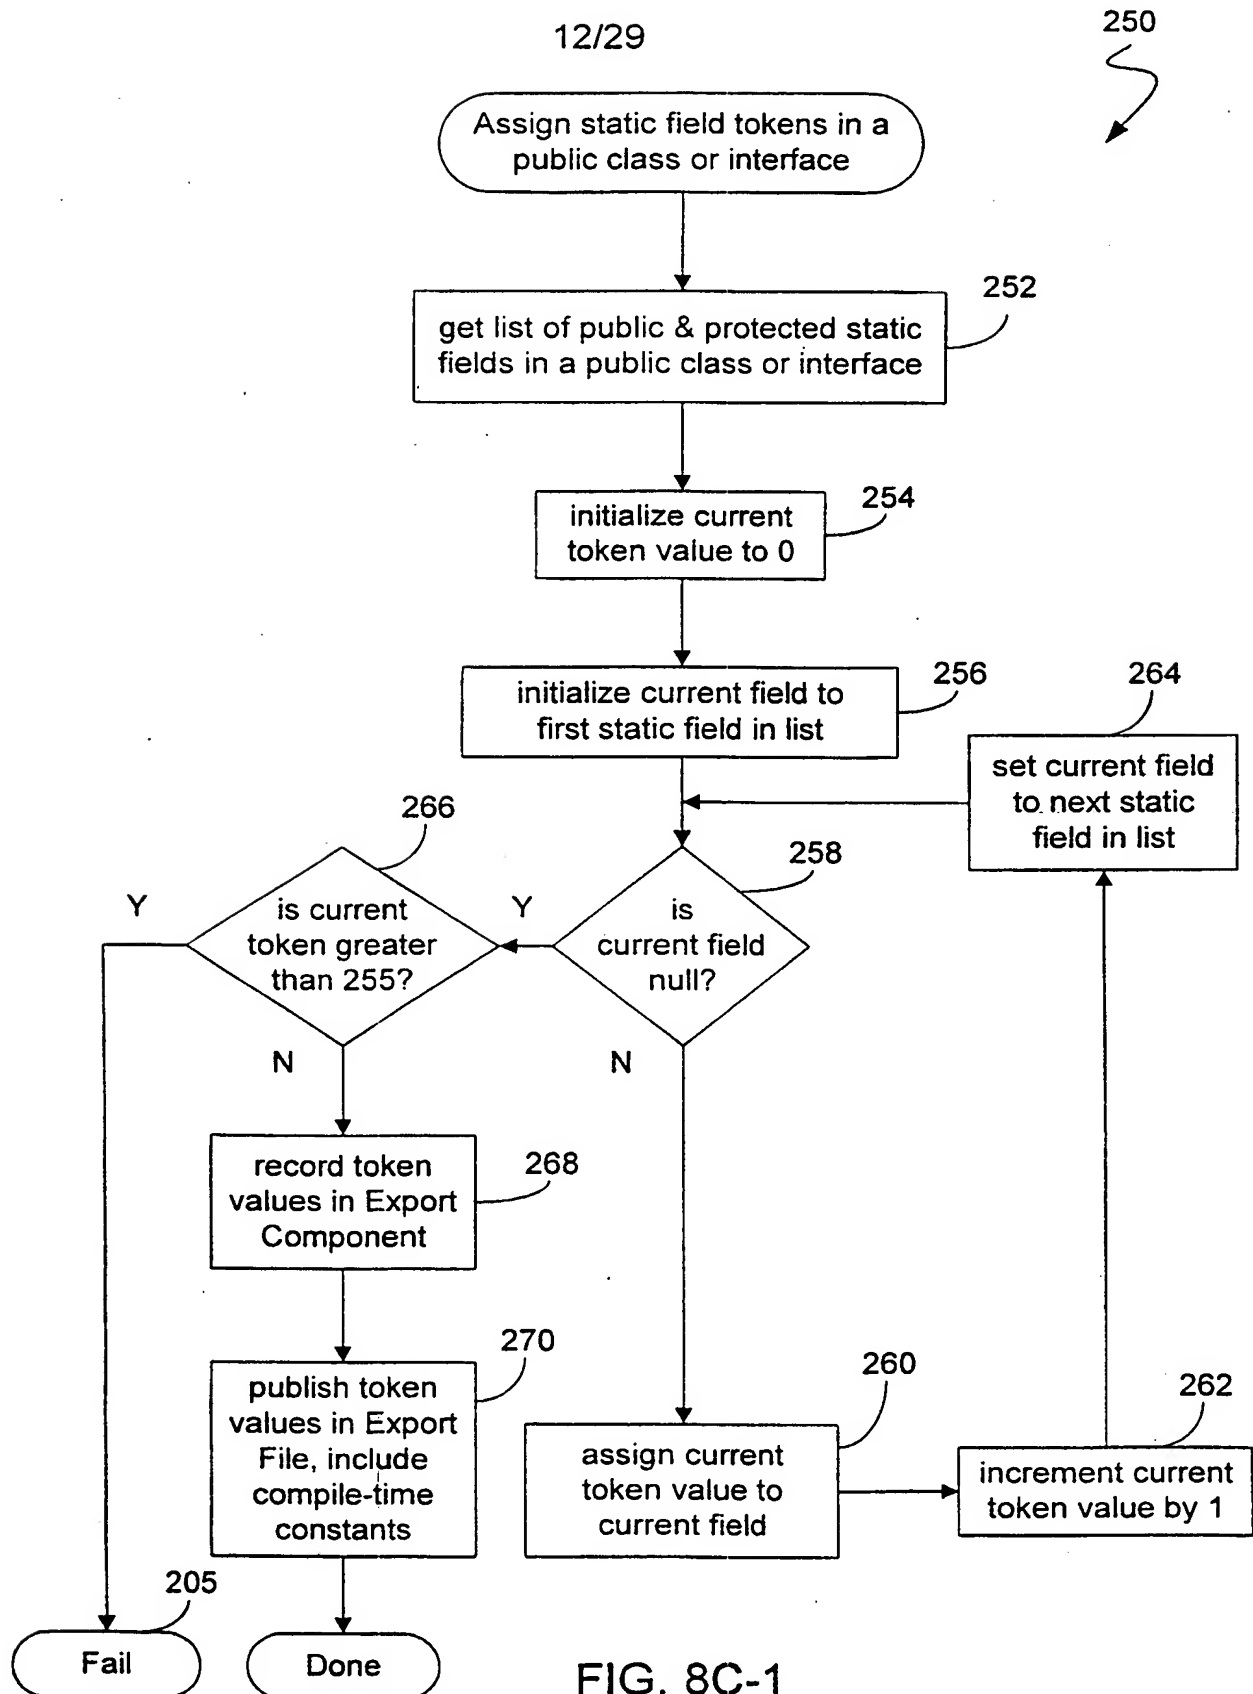 12/29
250
Assign static field tokens in a
public class or interface
252
get list of public & protected static
fields in a public class or interface
254
initialize current
token value to 0
256
initialize current field to
first static field in list
264
set current field
to next static
field in list
266
258
Y
is current
token greater
than 255?
Y
is
current field
null?
N
N
record token
values in Export
Component
268
270
publish token
values in Export
File, include
compile-time
constants
260
assign current
token value to
current field
262
increment current
token value by 1
205
Fail
Done
FIG. 8C-1